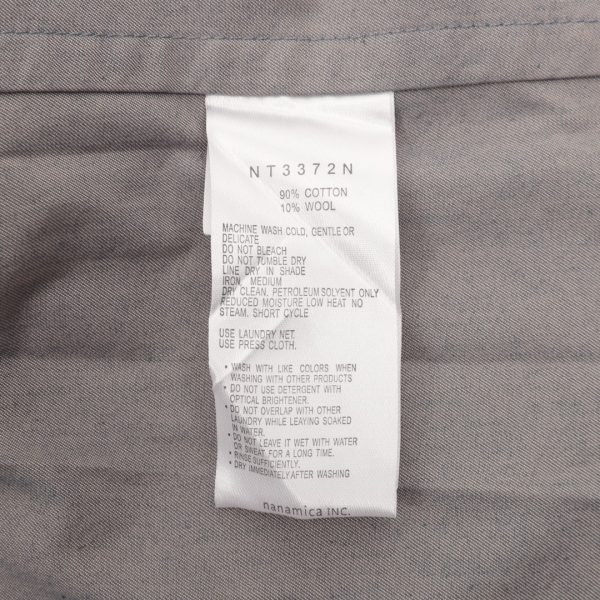 NT3372N
90% COTTON
10% WOOL
MACHINE WASH COLD, GENTLE OR
DELICATE
DO NOT BLEACH
DO NOT TUMBLE DRY
LINE DRY IN SHADE
IRON, MEDIUM
DRY CLEAN, PETROLEUM SOLVENT ONLY
REDUCED MOISTURE LOW HEAT NO
STEAM. SHORT CYCLE
USE LAUNDRY NET.
USE PRESS CLOTH.
• WASH WITH LIKE COLORS WHEN
WASHING WITH OTHER PRODUCTS
• DO NOT USE DETERGENT WITH
OPTICAL BRIGHTENER.
• DO NOT OVERLAP WITH OTHER
LAUNDRY WHILE LEAVING SOAKED
IN WATER.
• DO NOT LEAVE IT WET WITH WATER
OR SWEAT FOR A LONG TIME.
• RINSE SUFFICIENTLY.
• DRY IMMEDIATELY AFTER WASHING
nanamica INC.